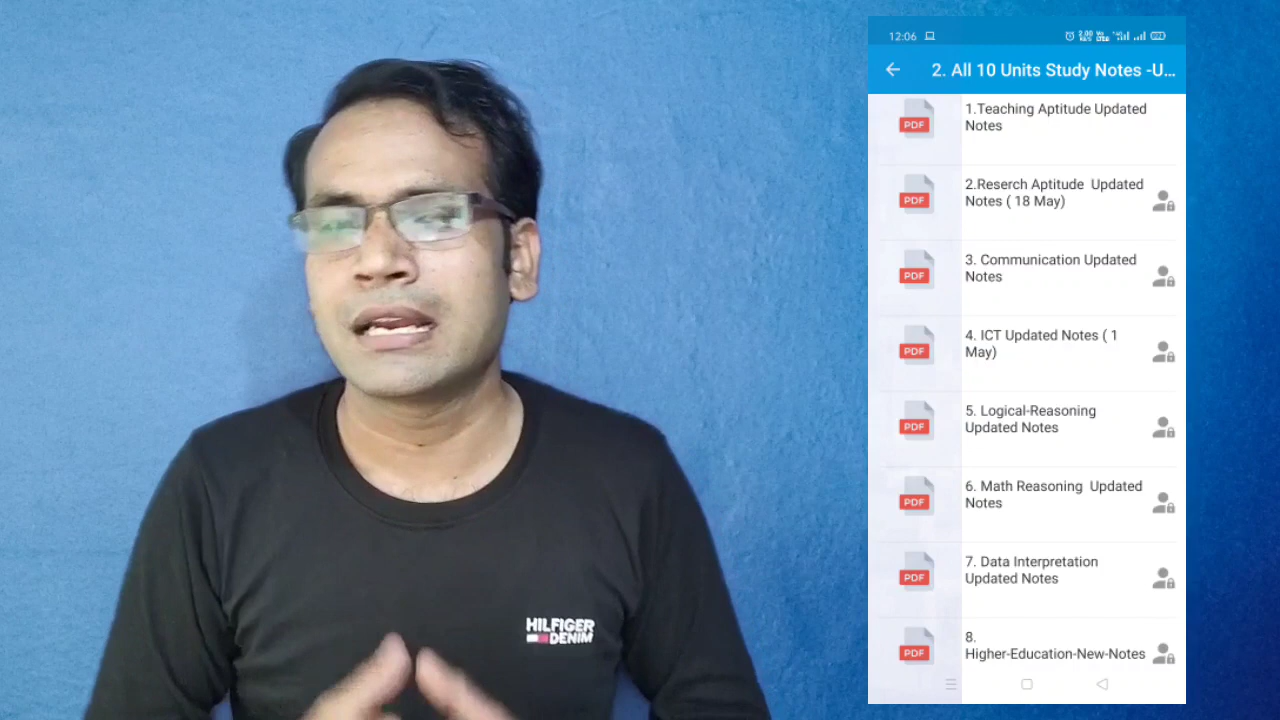 12:06
2. All 10 Units Study Notes -U...
PDF
1.Teaching Aptitude Updated
Notes
PDF
2.Reserch Aptitude Updated
Notes ( 18 May)
PDF
3. Communication Updated
Notes
PDF
4. ICT Updated Notes ( 1
May)
PDF
5. Logical-Reasoning
Updated Notes
PDF
6. Math Reasoning Updated
Notes
PDF
7. Data Interpretation
Updated Notes
PDF
8.
Higher-Education-New-Notes
HILFIGER
DENIM